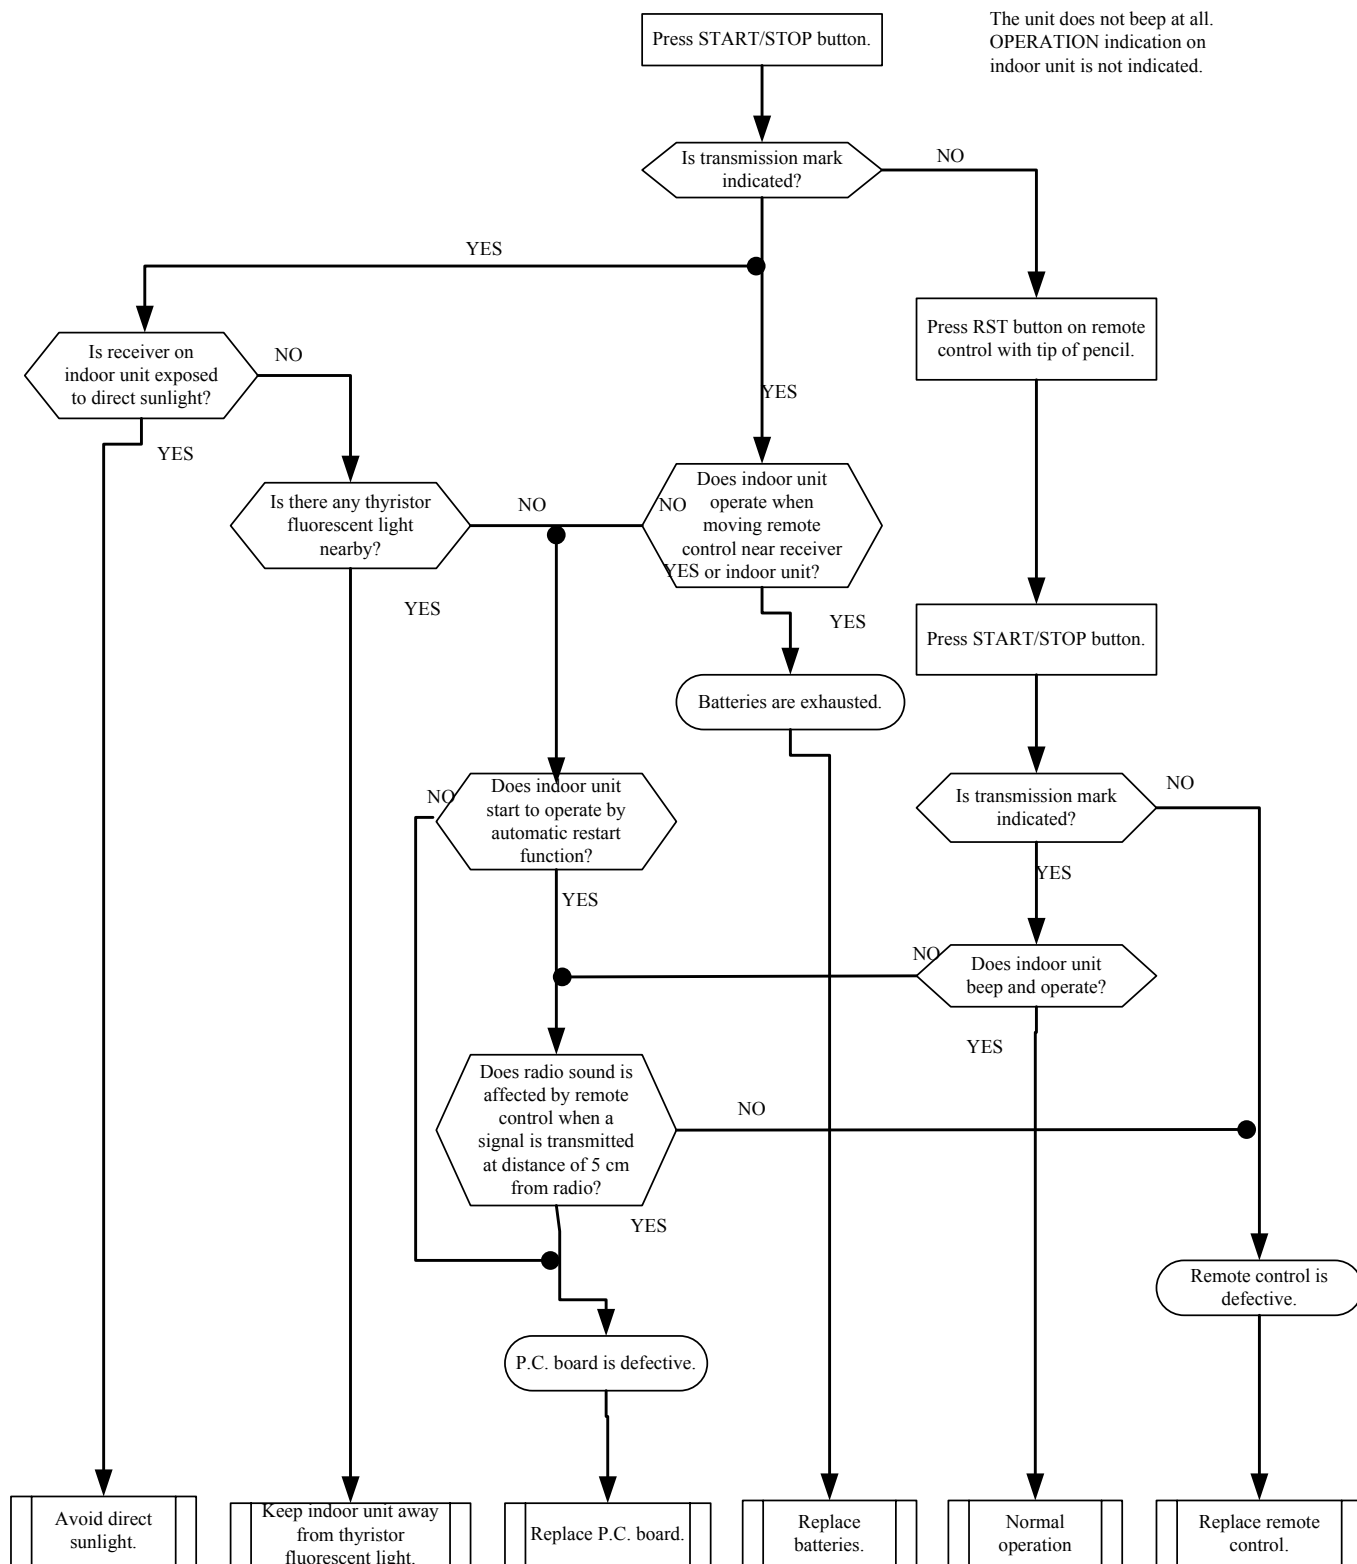 Press START/STOP button.
The unit does not beep at all.
OPERATION indication on
indoor unit is not indicated.
Is transmission mark
indicated?
NO
YES
Press RST button on remote
control with tip of pencil.
Is receiver on
indoor unit exposed
to direct sunlight?
NO
YES
YES
Is there any thyristor
fluorescent light
nearby?
NO
YES
Does indoor unit
operate when
moving remote
control near receiver
or indoor unit?
NO
YES
YES
Press START/STOP button.
Batteries are exhausted.
Does indoor unit
start to operate by
automatic restart
function?
NO
YES
Is transmission mark
indicated?
NO
YES
Does indoor unit
beep and operate?
NO
YES
Does radio sound is
affected by remote
control when a
signal is transmitted
at distance of 5 cm
from radio?
NO
YES
Remote control is
defective.
P.C. board is defective.
Avoid direct
sunlight.
Keep indoor unit away
from thyristor
fluorescent light.
Replace P.C. board.
Replace
batteries.
Normal
operation
Replace remote
control.